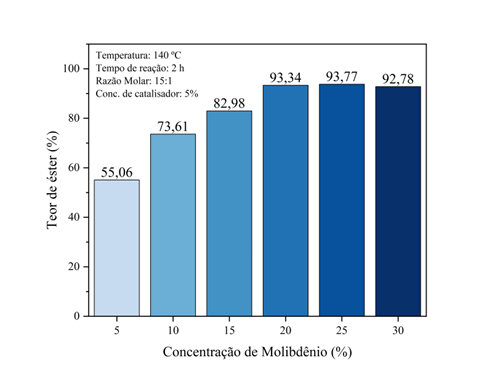 Temperatura: 140 ºC
Tempo de reação: 2 h
Razão Molar: 15:1
Conc. de catalisador: 5%
55,06
73,61
82,98
93,34
93,77
92,78
100
80
60
40
20
0
Teor de éster (%)
5 10 15 20 25 30
Concentração de Molibdênio (%)